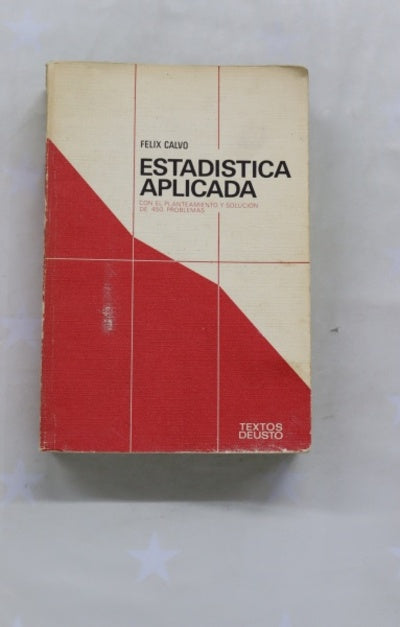 FELIX CALVO
ESTADISTICA
APLICADA
CON EL PLANTEAMIENTO Y SOLUCION
DE 450 PROBLEMAS
TEXTOS
DEUSTO